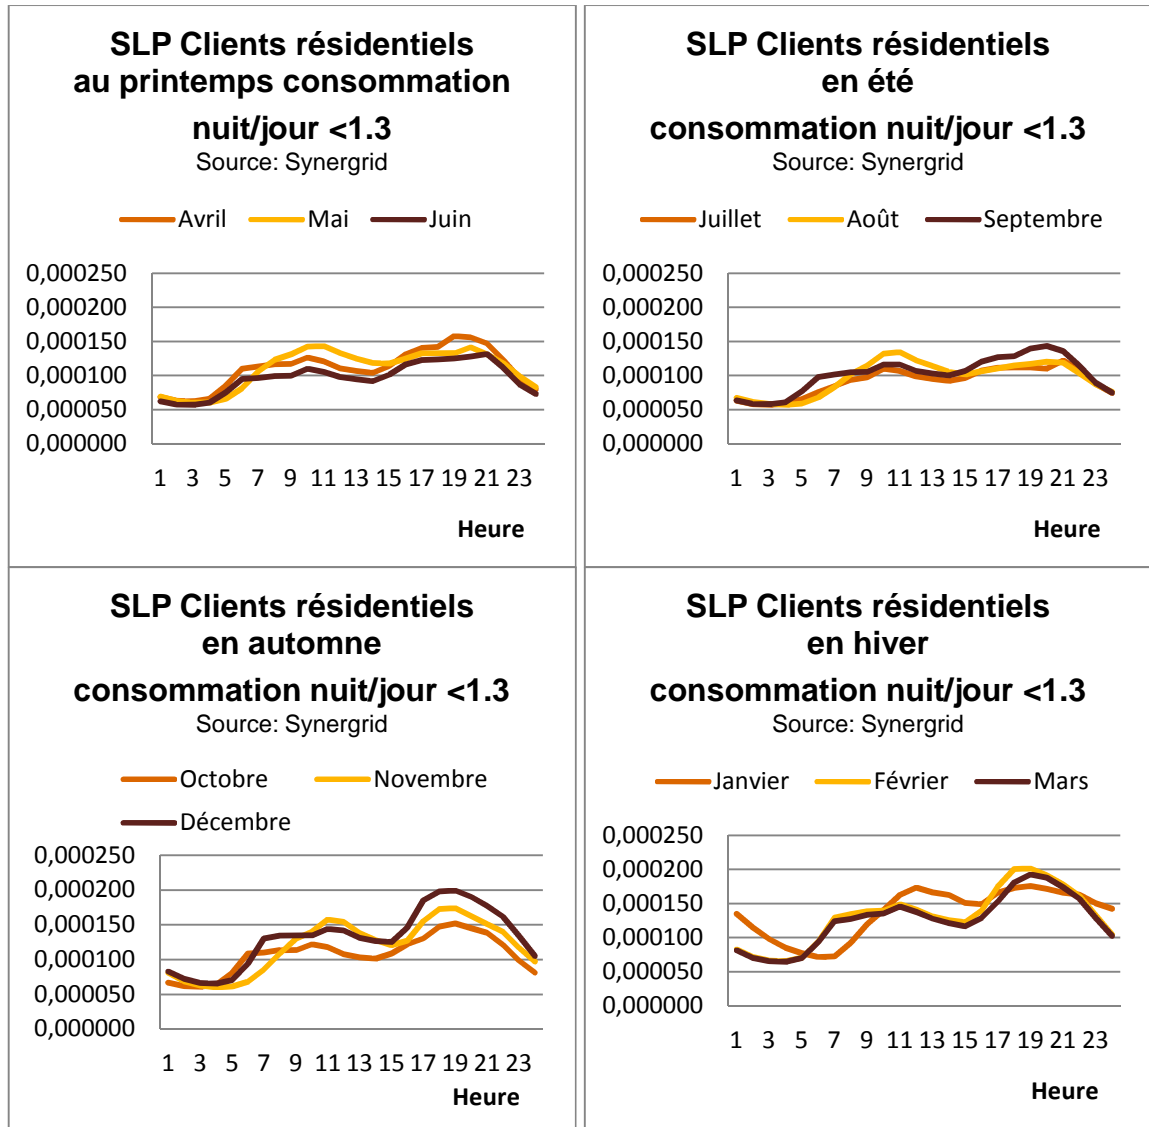 SLP Clients résidentiels
au printemps consommation
nuit/jour <1.3
Source: Synergrid
Avril Mai Juin
0,000250
0,000200
0,000150
0,000100
0,000050
0,000000
1 3 5 7 9 11 13 15 17 19 21 23
Heure
SLP Clients résidentiels
en été
consommation nuit/jour <1.3
Source: Synergrid
Juillet Août Septembre
0,000250
0,000200
0,000150
0,000100
0,000050
0,000000
1 3 5 7 9 11 13 15 17 19 21 23
Heure
SLP Clients résidentiels
en automne
consommation nuit/jour <1.3
Source: Synergrid
Octobre Novembre
Décembre
0,000250
0,000200
0,000150
0,000100
0,000050
0,000000
1 3 5 7 9 11 13 15 17 19 21 23
Heure
SLP Clients résidentiels
en hiver
consommation nuit/jour <1.3
Source: Synergrid
Janvier Février Mars
0,000250
0,000200
0,000150
0,000100
0,000050
0,000000
1 3 5 7 9 11 13 15 17 19 21 23
Heure